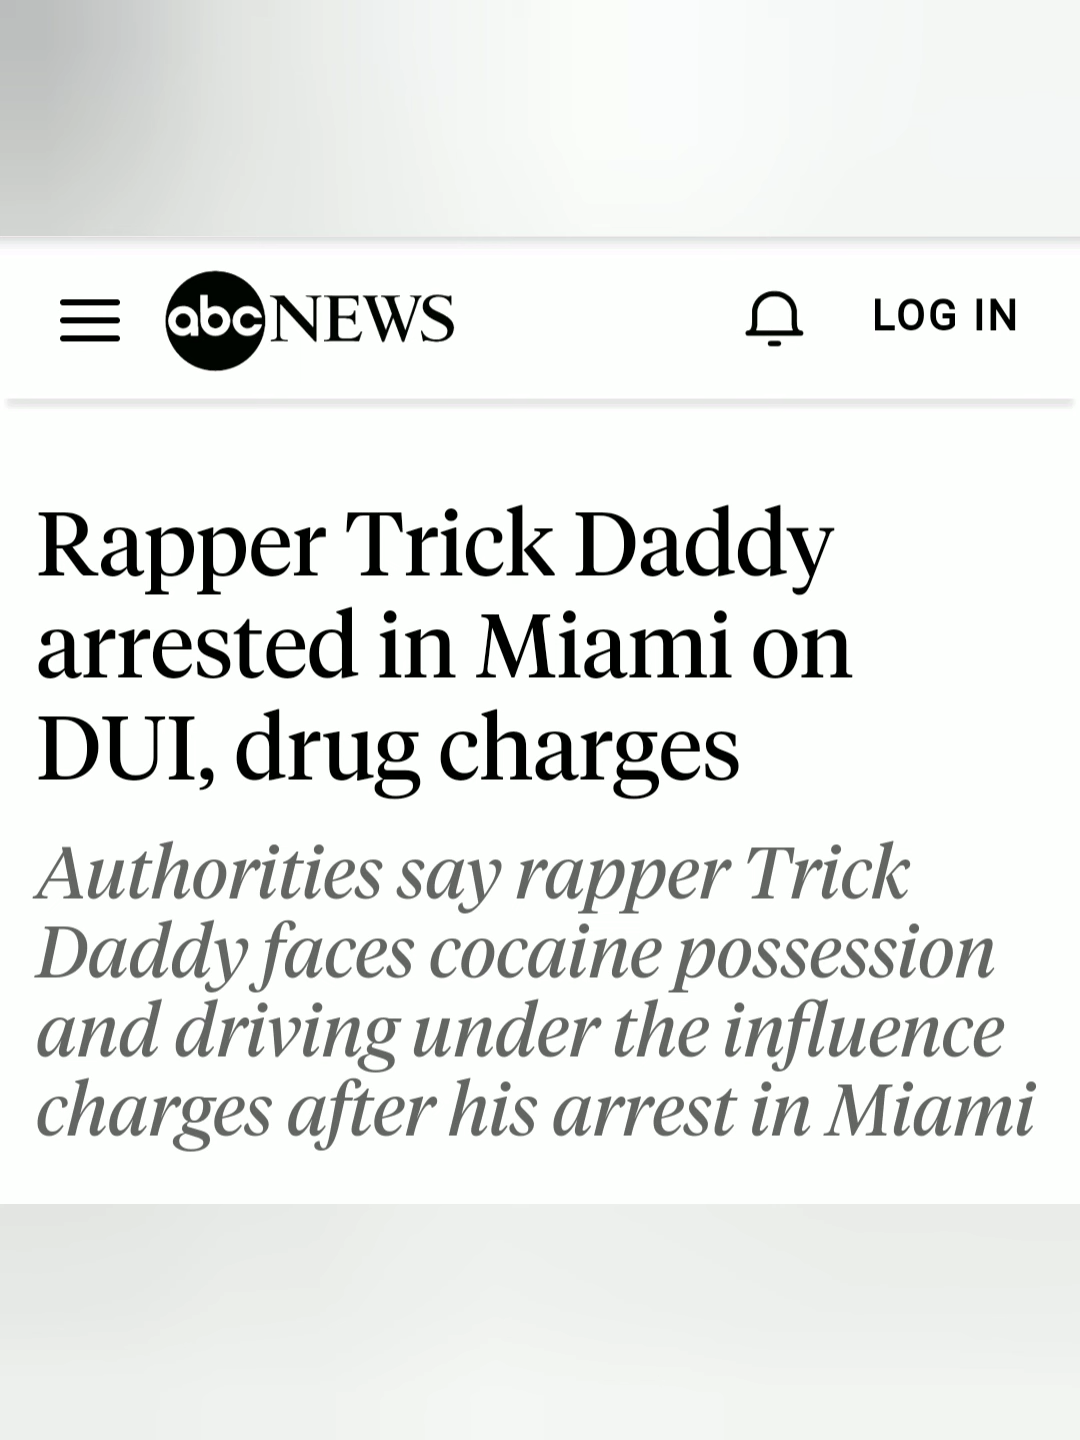 abc NEWS
LOG IN
Rapper Trick Daddy
arrested in Miami on
DUI, drug charges
Authorities say rapper Trick
Daddy faces cocaine possession
and driving under the influence
charges after his arrest in Miami